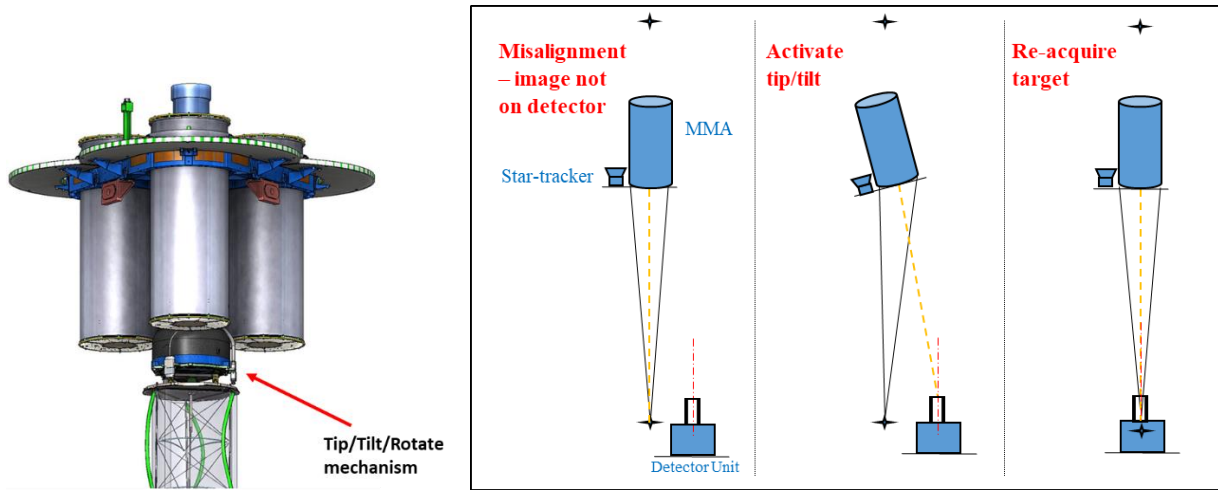 Tip/Tilt/Rotate
mechanism
Misalignment
– image not
on detector
MMA
Star-tracker
Detector Unit
Activate
tip/tilt
Re-acquire
target